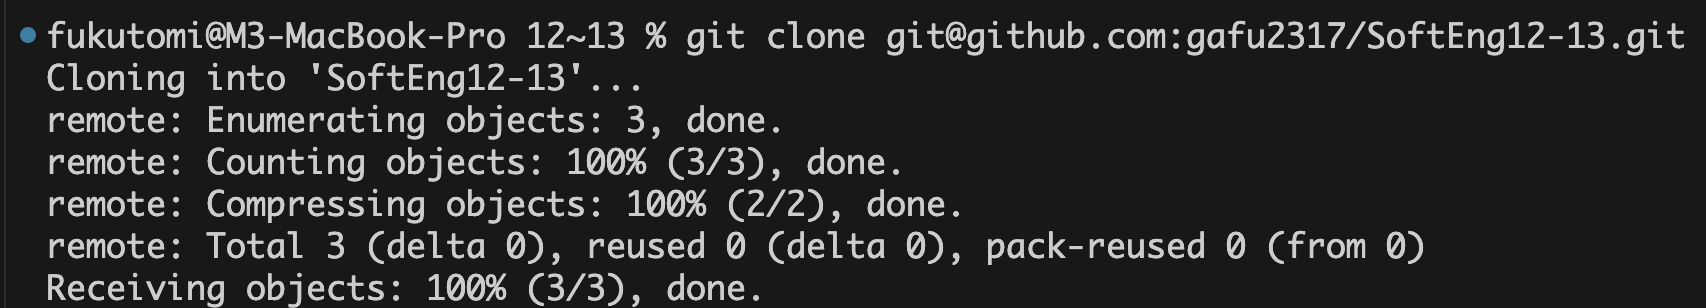 fukutomi@M3-MacBook-Pro 12~13 % git clone git@github.com:gafu2317/SoftEng12-13.git
Cloning into 'SoftEng12-13'...
remote: Enumerating objects: 3, done.
remote: Counting objects: 100% (3/3), done.
remote: Compressing objects: 100% (2/2), done.
remote: Total 3 (delta 0), reused 0 (delta 0), pack-reused 0 (from 0)
Receiving objects: 100% (3/3), done.